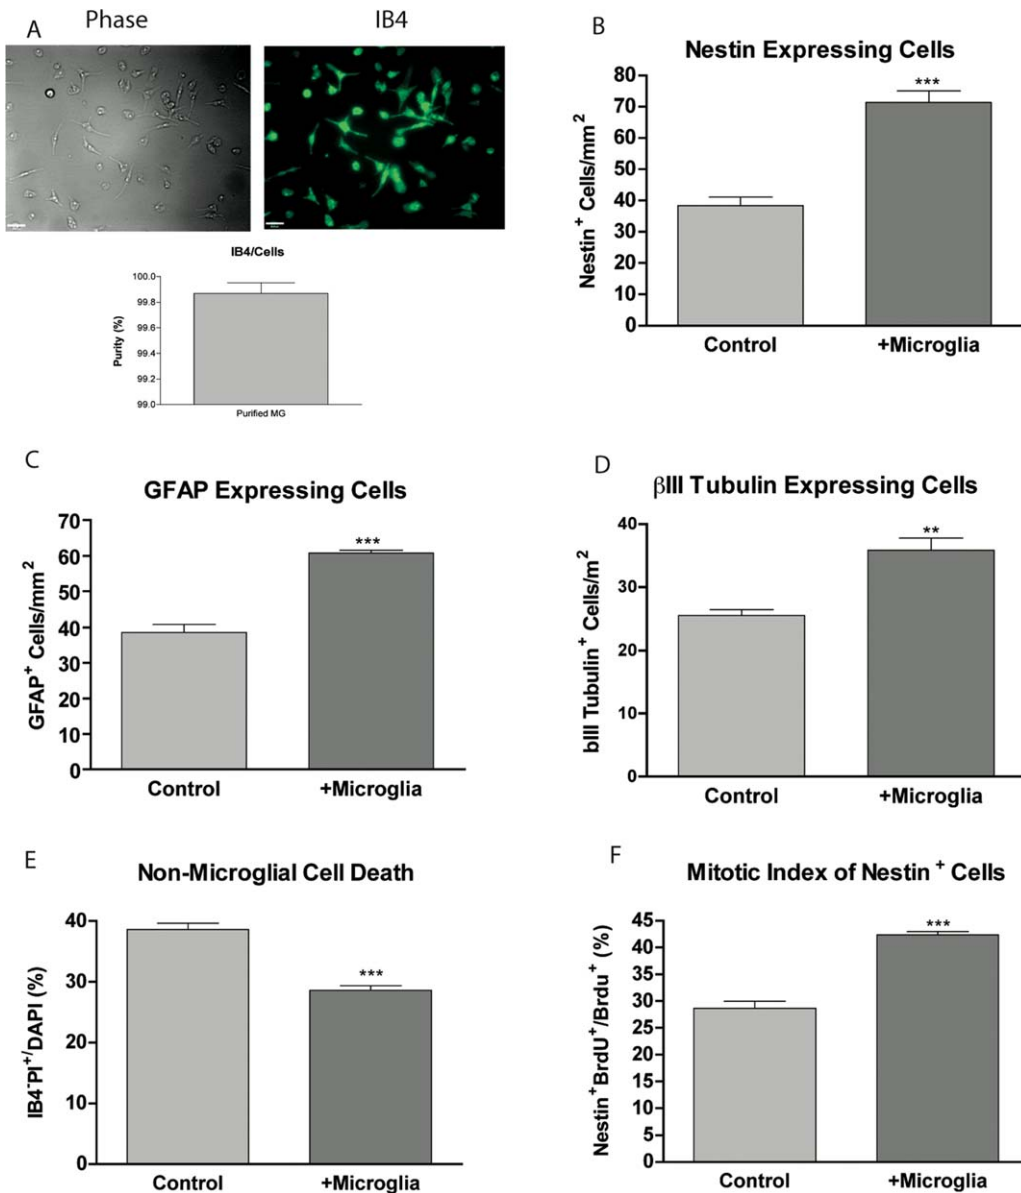 A
Phase
IB4
IB4/Cells
Purity (%)
100.0
99.8
99.6
99.4
99.2
99.0
Purified MG
B
Nestin Expressing Cells
Nestin⁺ Cells/mm²
80
70
60
50
40
30
20
10
0
***
Control
+Microglia
C
GFAP Expressing Cells
GFAP⁺ Cells/mm²
70
60
50
40
30
20
10
0
***
Control
+Microglia
D
βIII Tubulin Expressing Cells
bIII Tubulin⁺ Cells/m²
40
30
20
10
0
**
Control
+Microglia
E
Non-Microglial Cell Death
IB4⁻PI⁺/DAPI (%)
40
30
20
10
0
***
Control
+Microglia
F
Mitotic Index of Nestin ⁺ Cells
Nestin⁺BrdU⁺/Brdu⁺ (%)
45
40
35
30
25
20
15
10
5
0
***
Control
+Microglia